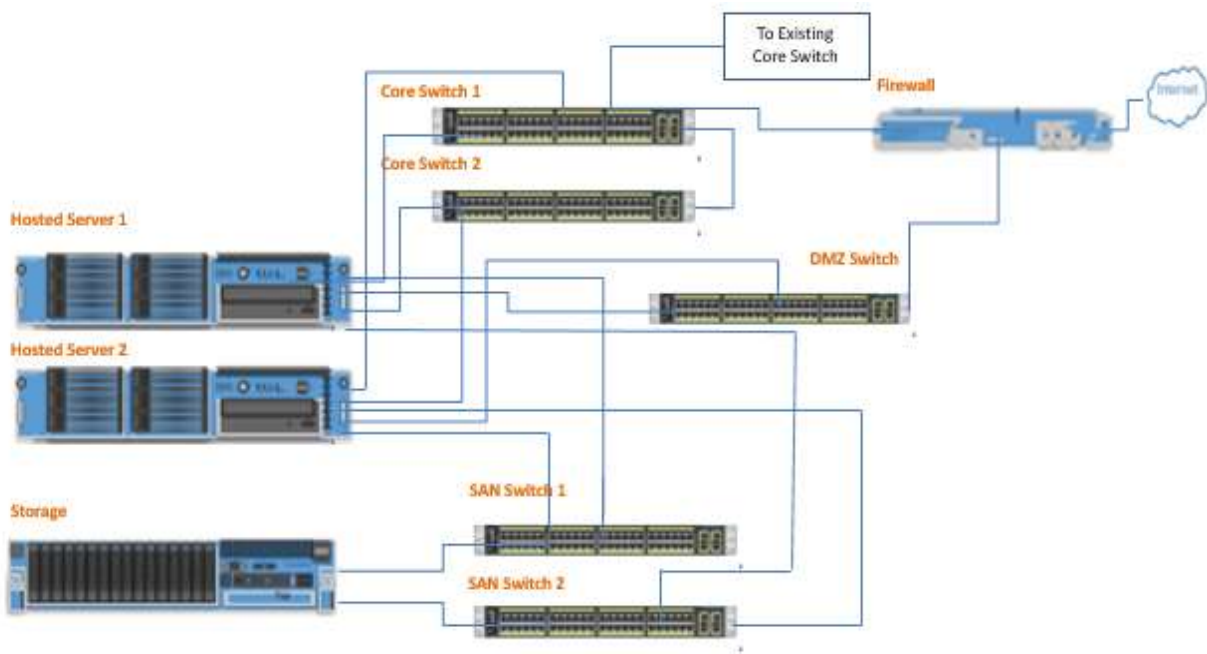 To Existing
Core Switch
Core Switch 1
Firewall
Internet
Core Switch 2
Hosted Server 1
DMZ Switch
Hosted Server 2
SAN Switch 1
Storage
SAN Switch 2